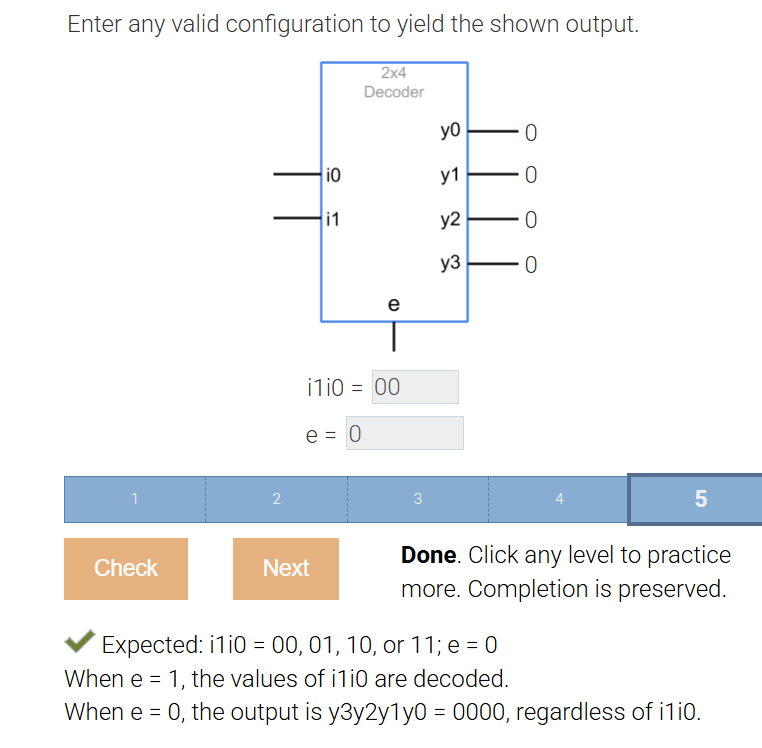 Enter any valid configuration to yield the shown output.
2x4
Decoder
y0 0
i0 y1 0
i1 y2 0
y3 0
e
i1i0 = 00
e = 0
1 2 3 4 5
Check Next Done. Click any level to practice
more. Completion is preserved.
Expected: i1i0 = 00, 01, 10, or 11; e = 0
When e = 1, the values of i1i0 are decoded.
When e = 0, the output is y3y2y1y0 = 0000, regardless of i1i0.